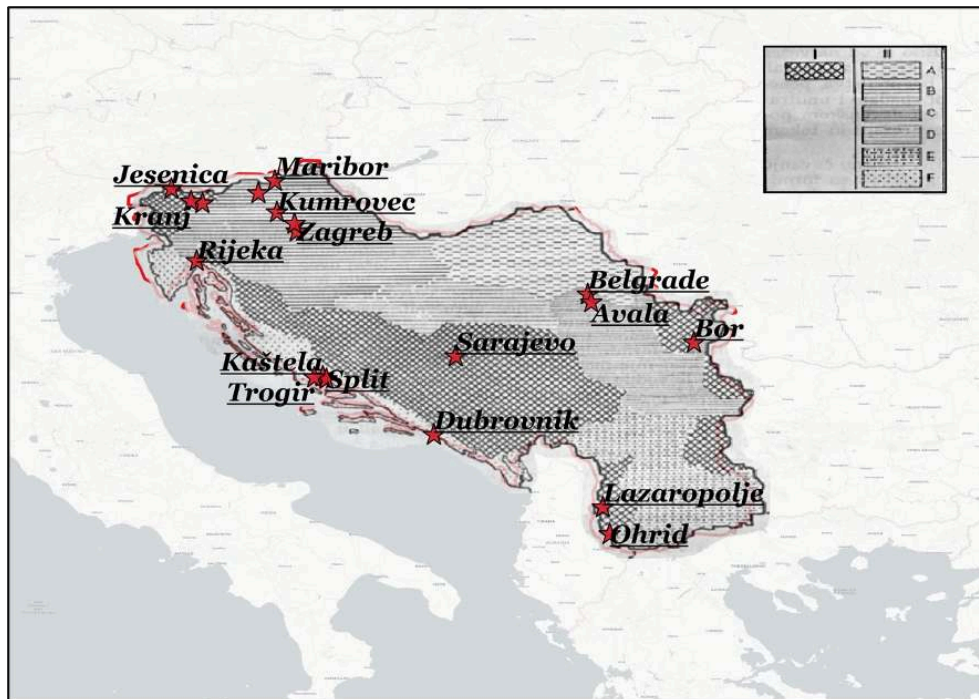 I II
A
B
C
D
E
F
Maribor
Jesenica
Kumrovec
Kranj
Zagreb
Rijeka
Belgrade
Avala
Bor
Sarajevo
Kaštela
Split
Trogir
Dubrovnik
Lazaropolje
Ohrid